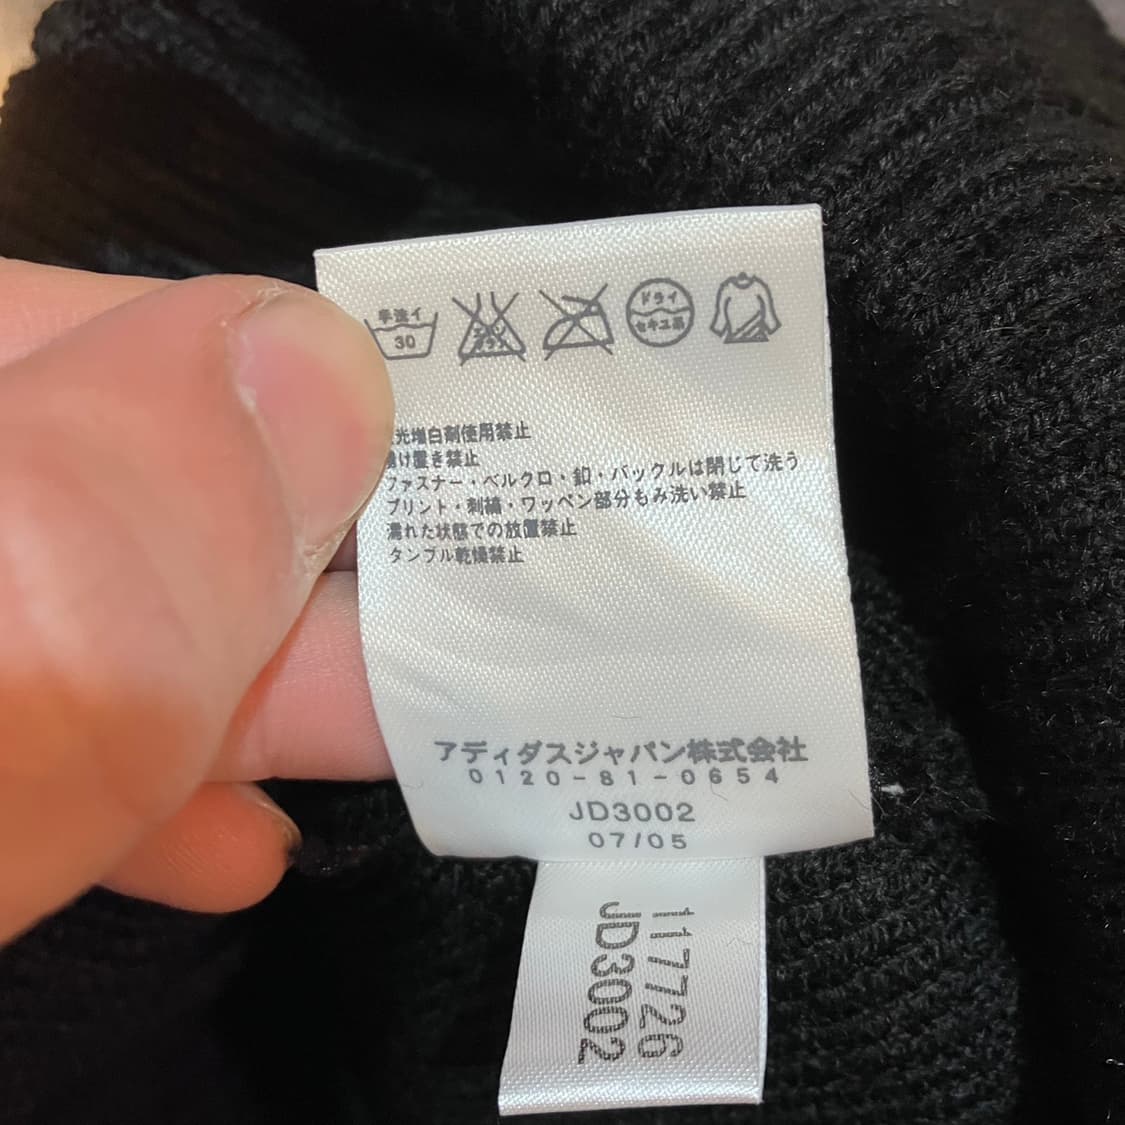 手洗イ
30
ドライ
セキユ系
光増白剤使用禁止
け置き禁止
ファスナー・ベルクロ・釦・バックルは閉じて洗う
プリント・刺繍・ワッペン部分もみ洗い禁止
濡れた状態での放置禁止
タンブル乾燥禁止
アディダスジャパン株式会社
0120-81-0654
JD3002
07/05
117726
JD3002